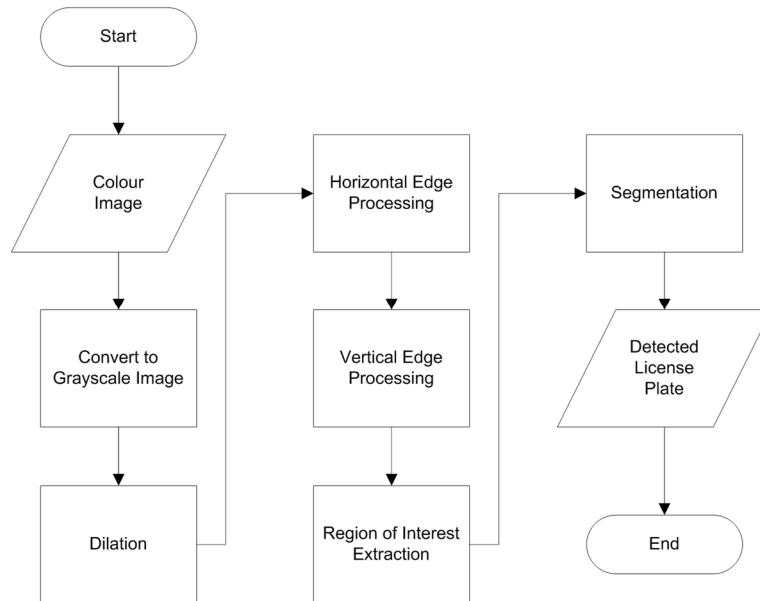 Start
Colour
Image
Convert to
Grayscale Image
Dilation
Horizontal Edge
Processing
Vertical Edge
Processing
Region of Interest
Extraction
Segmentation
Detected
License
Plate
End